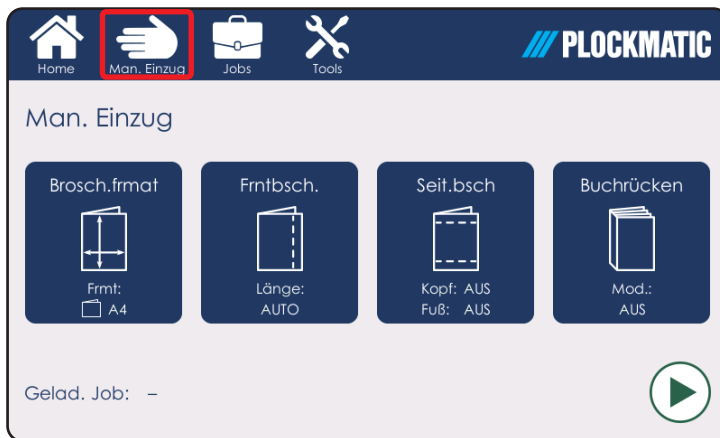 Home
Man. Einzug
Jobs
Tools
PLOCKMATIC
Man. Einzug
Brosch.frmat
Frmt:
A4
Frntbsch.
Länge:
AUTO
Seit.bsch
Kopf: AUS
Fuß: AUS
Buchrücken
Mod.:
AUS
Gelad. Job: –